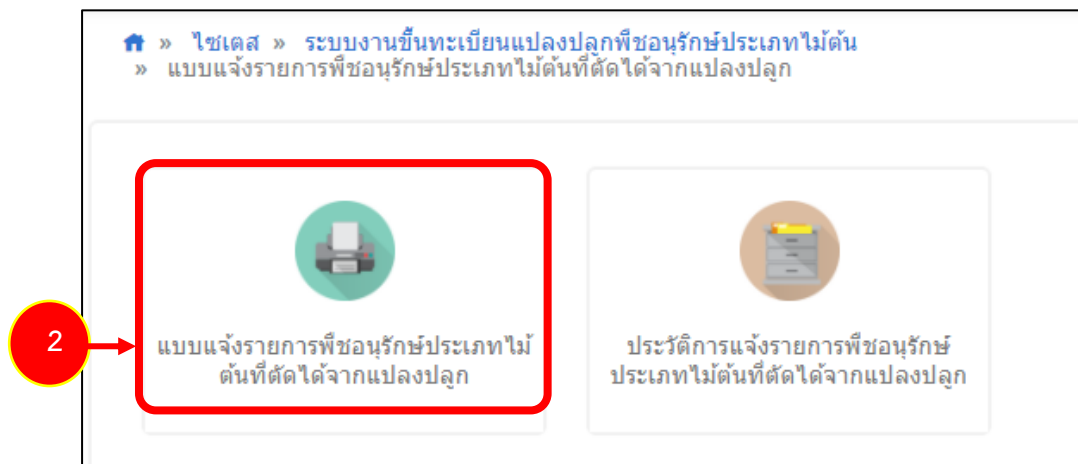 » ไซเตส » ระบบงานขึ้นทะเบียนแปลงปลูกพืชอนุรักษ์ประเภทไม้ต้น
» แบบแจ้งรายการพืชอนุรักษ์ประเภทไม้ต้นที่ตัดได้จากแปลงปลูก
2
แบบแจ้งรายการพืชอนุรักษ์ประเภทไม้
ต้นที่ตัดได้จากแปลงปลูก
ประวัติการแจ้งรายการพืชอนุรักษ์
ประเภทไม้ต้นที่ตัดได้จากแปลงปลูก